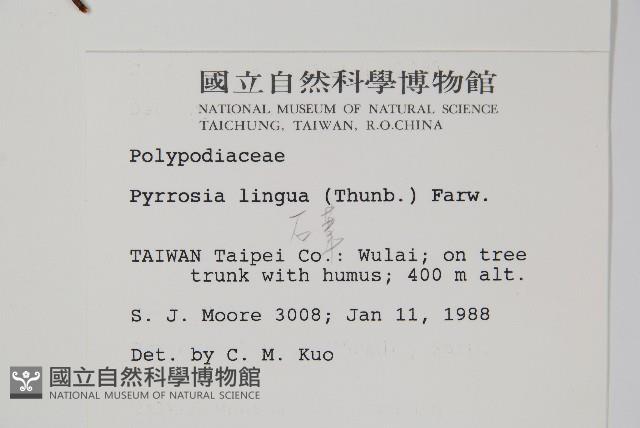 國立自然科學博物館
NATIONAL MUSEUM OF NATURAL SCIENCE
TAICHUNG, TAIWAN, R.O.CHINA
Polypodiaceae
Pyrrosia lingua (Thunb.) Farw.
石葦
TAIWAN Taipei Co.: Wulai; on tree
trunk with humus; 400 m alt.
S. J. Moore 3008; Jan 11, 1988
Det. by C. M. Kuo
國立自然科學博物館
NATIONAL MUSEUM OF NATURAL SCIENCE